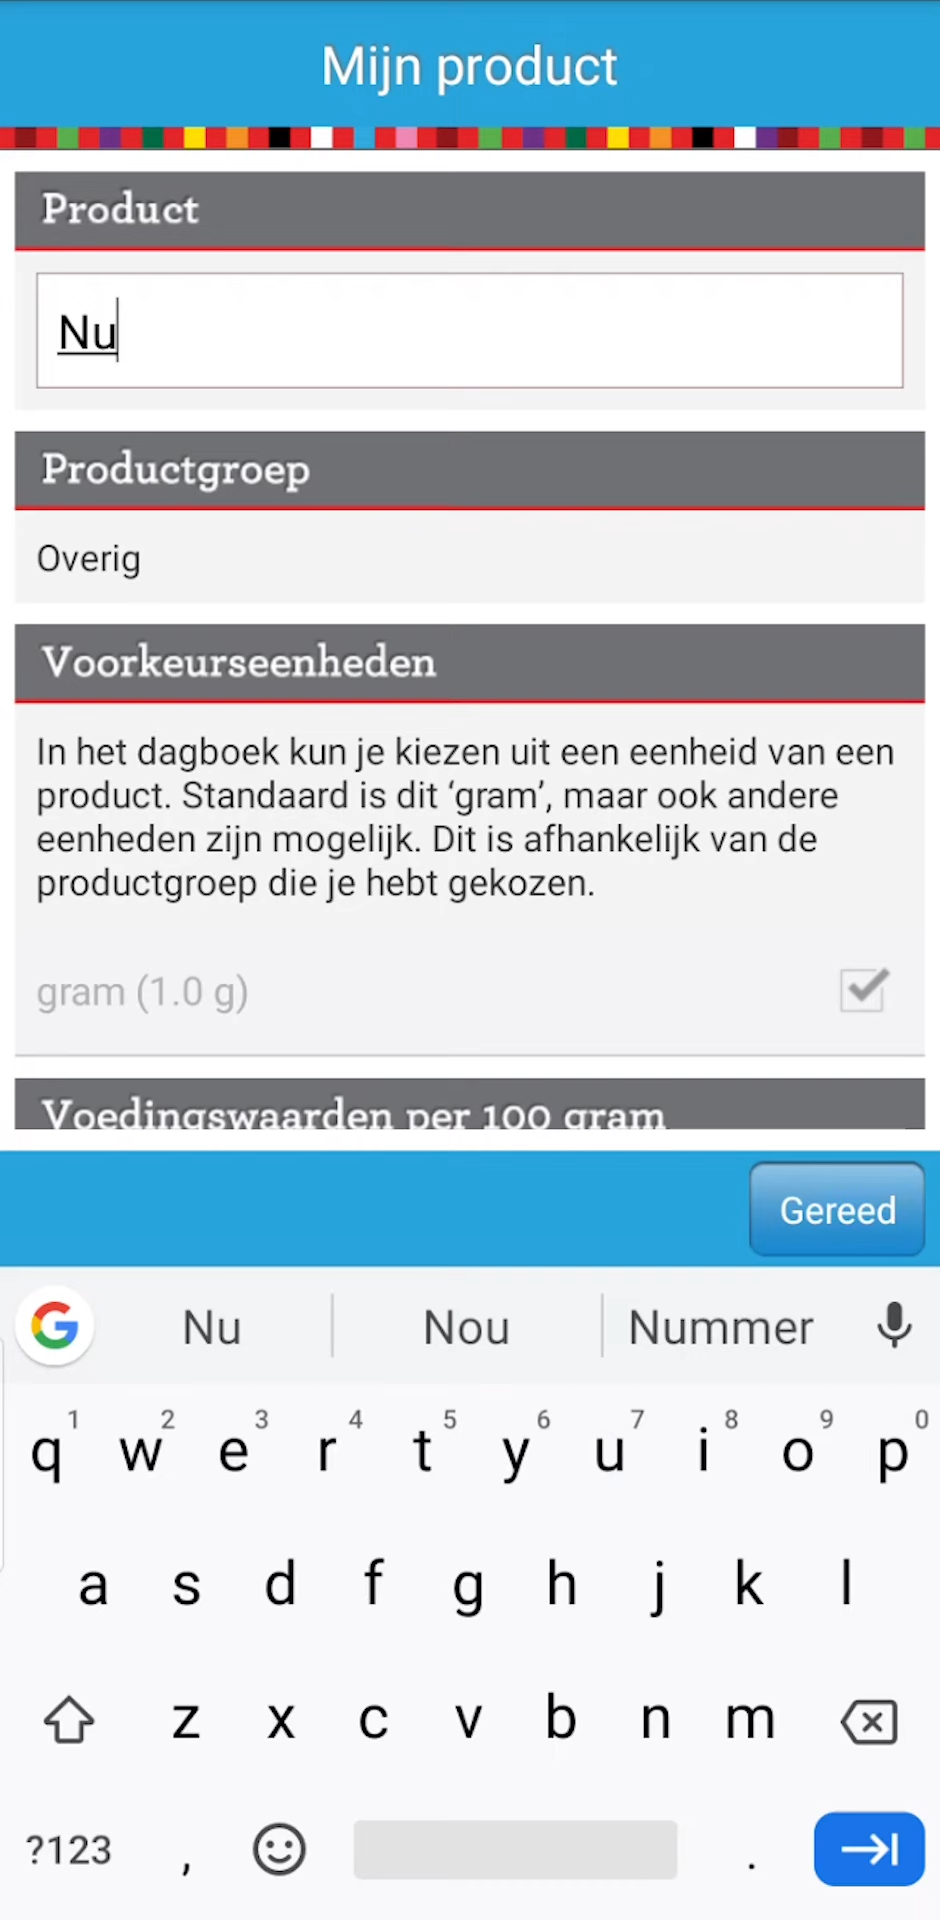 Mijn product
Product
Nu
Productgroep
Overig
Voorkeurseenheden
In het dagboek kun je kiezen uit een eenheid van een
product. Standaard is dit ‘gram’, maar ook andere
eenheden zijn mogelijk. Dit is afhankelijk van de
productgroep die je hebt gekozen.
gram (1.0 g)
Voedingswaarden per 100 gram
Gereed
Nu Nou Nummer
1 2 3 4 5 6 7 8 9 0
q w e r t y u i o p
a s d f g h j k l
z x c v b n m
?123 , .